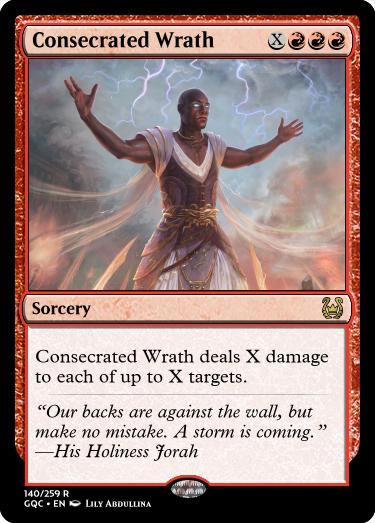 Consecrated Wrath X
Sorcery
Consecrated Wrath deals X damage
to each of up to X targets.
“Our backs are against the wall, but
make no mistake. A storm is coming.”
—His Holiness Jorah
140/259 R
GQC • EN Lily Abdullina